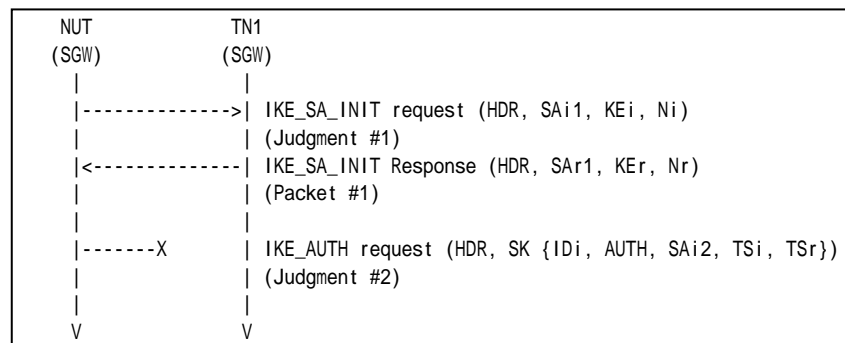 NUT TN1
(SGW) (SGW)
| |
|-------------->| IKE_SA_INIT request (HDR, SAi1, KEi, Ni)
| | (Judgment #1)
|<--------------| IKE_SA_INIT Response (HDR, SAr1, KEr, Nr)
| | (Packet #1)
| |
|-------X | IKE_AUTH request (HDR, SK {IDi, AUTH, SAi2, TSi, TSr})
| | (Judgment #2)
| |
V V